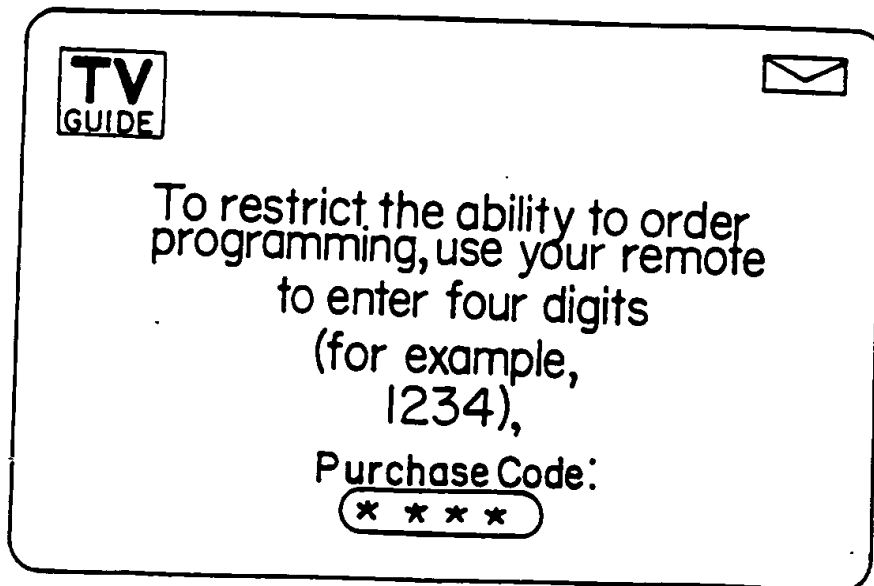 TV
GUIDE
To restrict the ability to order
programming, use your remote
to enter four digits
(for example,
1234),
Purchase Code:
* * * *